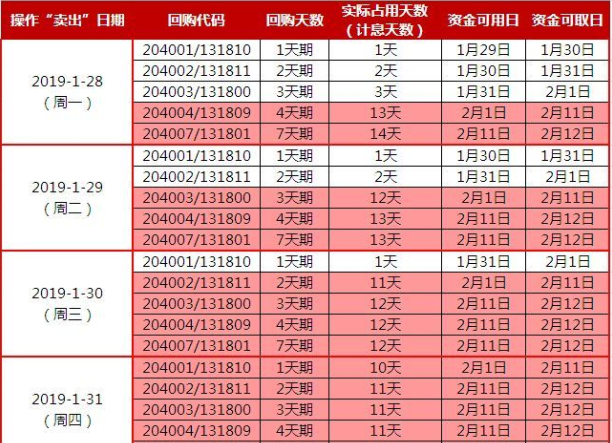 操作“卖出”日期 回购代码 回购天数 实际占用天数（计息天数） 资金可用日 资金可取日
2019-1-28（周一）
204001/131810 1天期 1天 1月29日 1月30日
204002/131811 2天期 2天 1月30日 1月31日
204003/131800 3天期 3天 1月31日 2月1日
204004/131809 4天期 13天 2月1日 2月11日
204007/131801 7天期 14天 2月11日 2月12日
2019-1-29（周二）
204001/131810 1天期 1天 1月30日 1月31日
204002/131811 2天期 2天 1月31日 2月1日
204003/131800 3天期 12天 2月1日 2月11日
204004/131809 4天期 13天 2月11日 2月12日
204007/131801 7天期 13天 2月11日 2月12日
2019-1-30（周三）
204001/131810 1天期 1天 1月31日 2月1日
204002/131811 2天期 11天 2月1日 2月11日
204003/131800 3天期 12天 2月11日 2月12日
204004/131809 4天期 12天 2月11日 2月12日
204007/131801 7天期 12天 2月11日 2月12日
2019-1-31（周四）
204001/131810 1天期 10天 2月1日 2月11日
204002/131811 2天期 11天 2月11日 2月12日
204003/131800 3天期 11天 2月11日 2月12日
204004/131809 4天期 11天 2月11日 2月12日